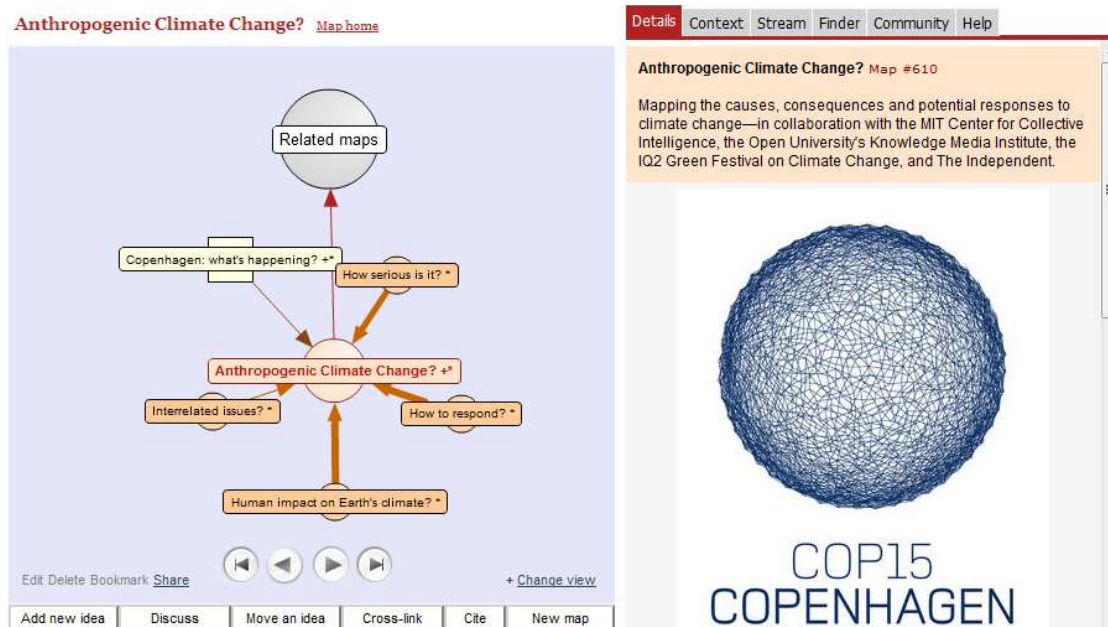 Anthropogenic Climate Change? Map home
Related maps
Copenhagen: what's happening? +*
How serious is it? *
Anthropogenic Climate Change? +*
Interrelated issues? *
How to respond? *
Human impact on Earth's climate? *
Edit Delete Bookmark Share
+ Change view
Add new idea Discuss Move an idea Cross-link Cite New map
Details Context Stream Finder Community Help
Anthropogenic Climate Change? Map #610
Mapping the causes, consequences and potential responses to
climate change—in collaboration with the MIT Center for Collective
Intelligence, the Open University's Knowledge Media Institute, the
IQ2 Green Festival on Climate Change, and The Independent.
COP15
COPENHAGEN